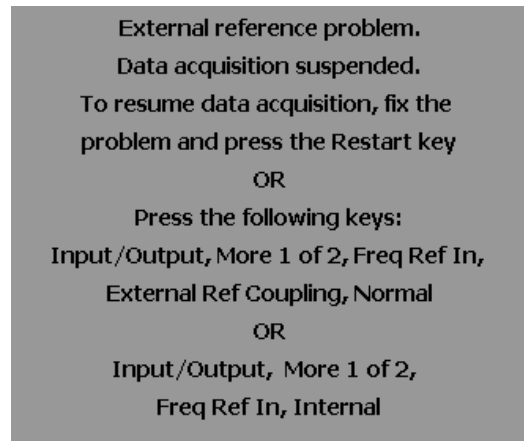 External reference problem.
Data acquisition suspended.
To resume data acquisition, fix the
problem and press the Restart key
OR
Press the following keys:
Input/Output, More 1 of 2, Freq Ref In,
External Ref Coupling, Normal
OR
Input/Output, More 1 of 2,
Freq Ref In, Internal